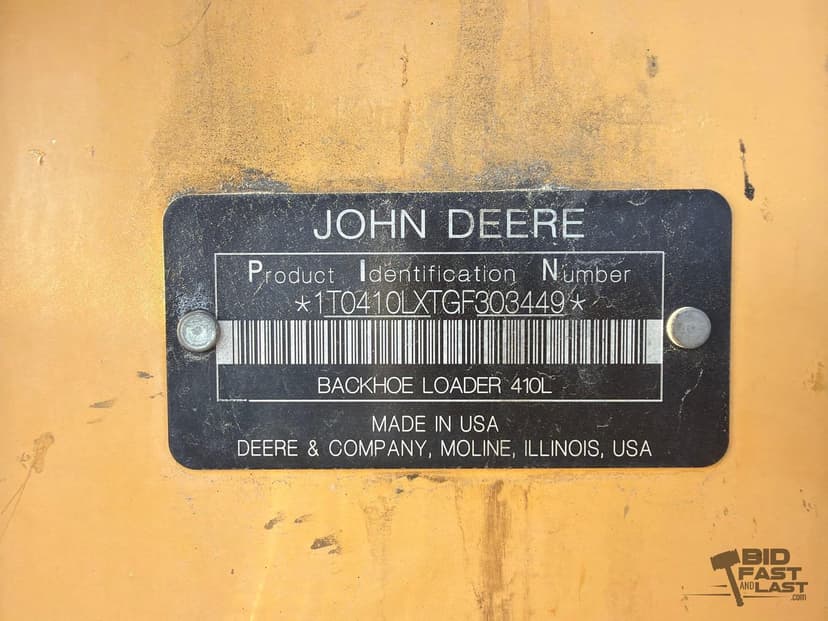 JOHN DEERE
Product Identification Number
*1T0410LXTGF303449*
BACKHOE LOADER 410L
MADE IN USA
DEERE & COMPANY, MOLINE, ILLINOIS, USA
BID
FAST
AND LAST
.com